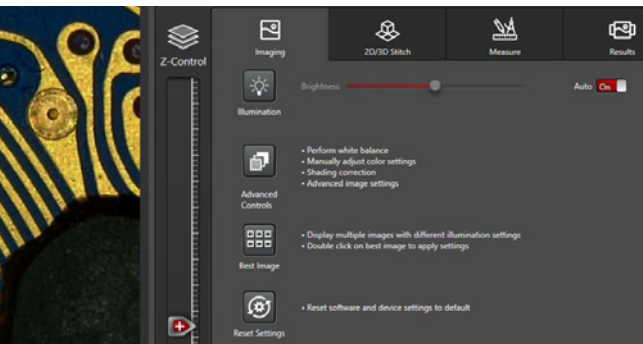 Z-Control
Imaging
2D/3D Stitch
Measure
Results
Illumination
Brightness
Auto On
Advanced
Controls
• Perform white balance
• Manually adjust color settings
• Shading correction
• Advanced image settings
Best Image
• Display multiple images with different illumination settings
• Double click on best image to apply settings
Reset Settings
• Reset software and device settings to default